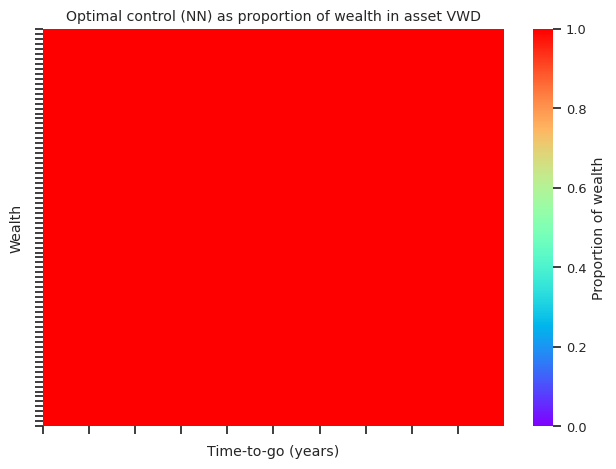 Optimal control (NN) as proportion of wealth in asset VWD
Wealth
Time-to-go (years)
1.0
0.8
0.6
0.4
0.2
0.0
Proportion of wealth